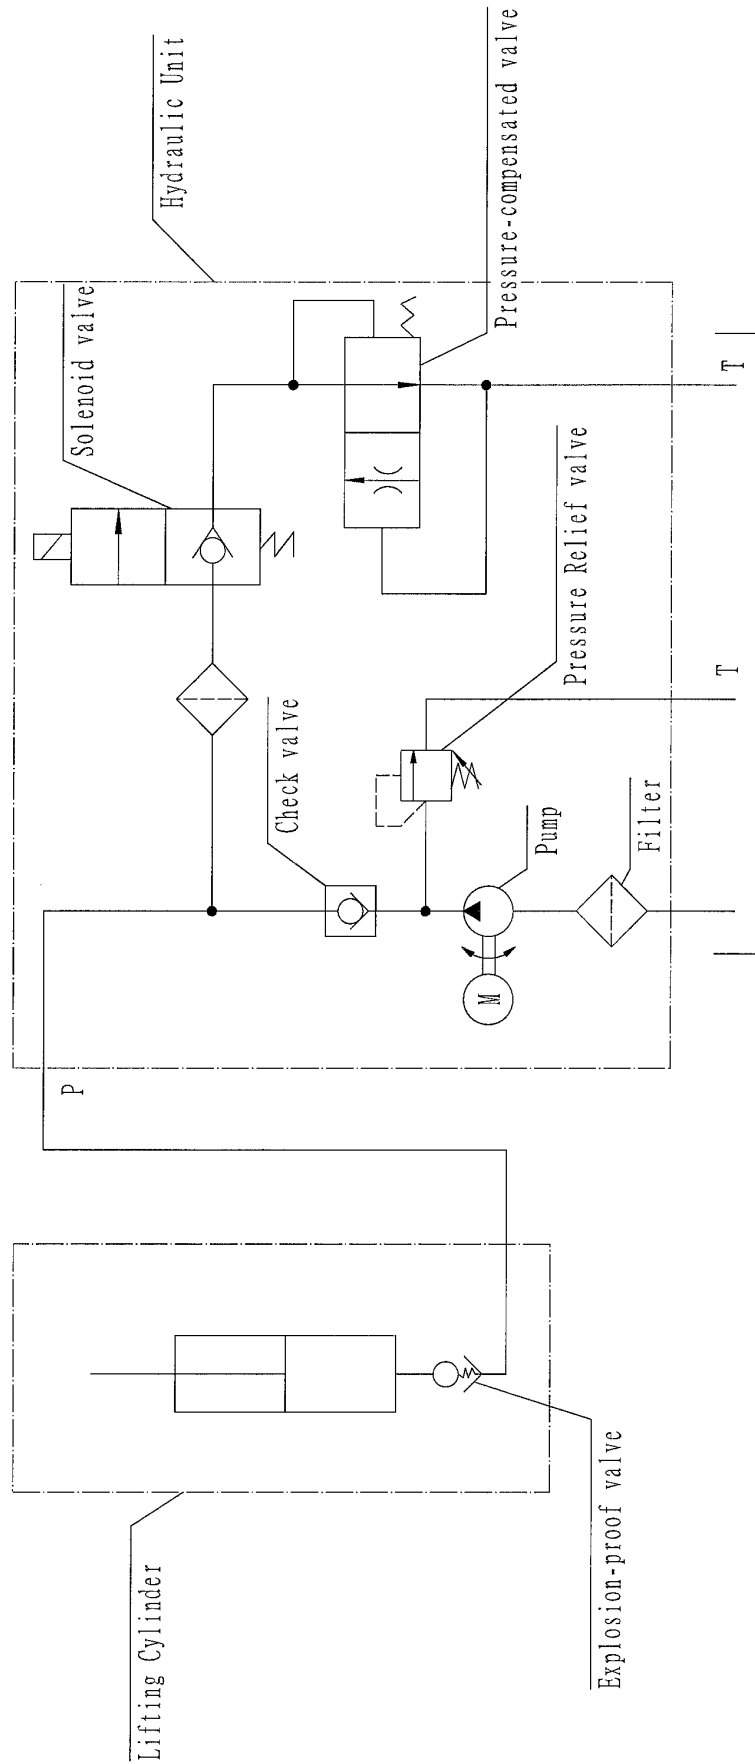 Lifting Cylinder
Explosion-proof valve
P
M
Check valve
Pump
Filter
Solenoid valve
Pressure Relief valve
T
Hydraulic Unit
Pressure-compensated valve
T